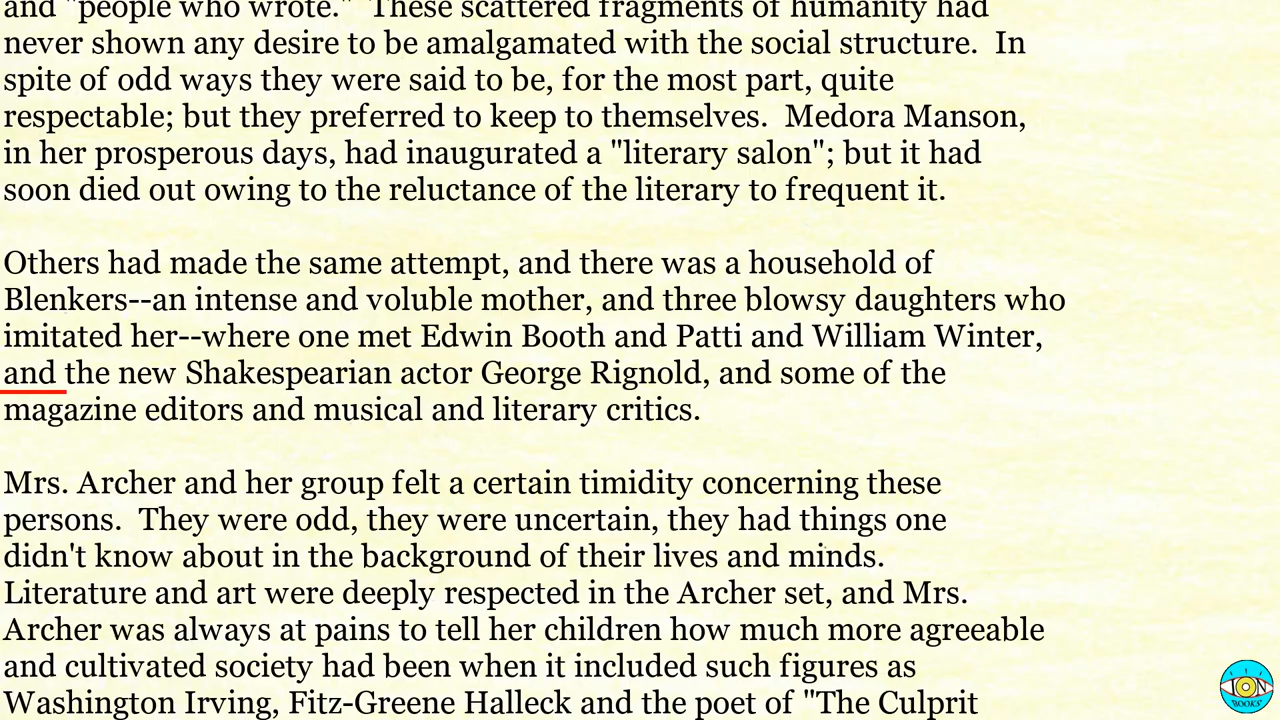 and "people who wrote."  These scattered fragments of humanity had
never shown any desire to be amalgamated with the social structure.  In
spite of odd ways they were said to be, for the most part, quite
respectable; but they preferred to keep to themselves.  Medora Manson,
in her prosperous days, had inaugurated a "literary salon"; but it had
soon died out owing to the reluctance of the literary to frequent it.
Others had made the same attempt, and there was a household of
Blenkers--an intense and voluble mother, and three blowsy daughters who
imitated her--where one met Edwin Booth and Patti and William Winter,
and the new Shakespearian actor George Rignold, and some of the
magazine editors and musical and literary critics.
Mrs. Archer and her group felt a certain timidity concerning these
persons.  They were odd, they were uncertain, they had things one
didn't know about in the background of their lives and minds.
Literature and art were deeply respected in the Archer set, and Mrs.
Archer was always at pains to tell her children how much more agreeable
and cultivated society had been when it included such figures as
Washington Irving, Fitz-Greene Halleck and the poet of "The Culprit
ION
BOOKS